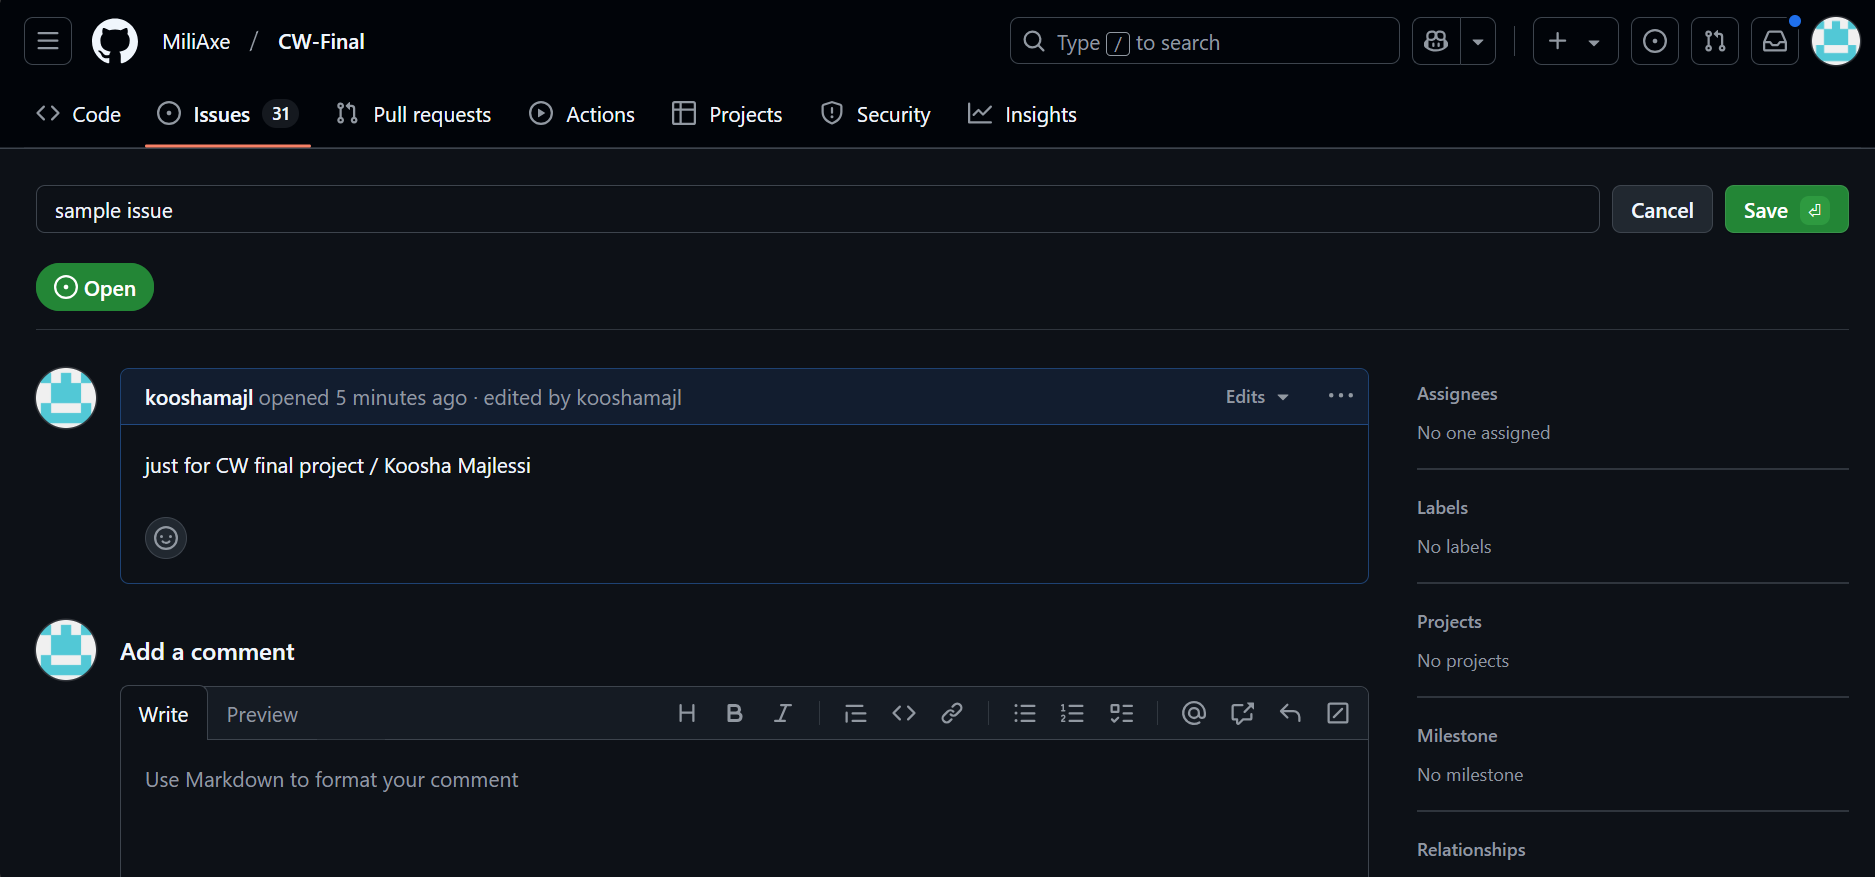 MiliAxe / CW-Final
Type / to search
Code
Issues 31
Pull requests
Actions
Projects
Security
Insights
sample issue
Cancel
Save
Open
kooshamajl opened 5 minutes ago · edited by kooshamajl
Edits
just for CW final project / Koosha Majlessi
Add a comment
Write
Preview
Use Markdown to format your comment
Assignees
No one assigned
Labels
No labels
Projects
No projects
Milestone
No milestone
Relationships